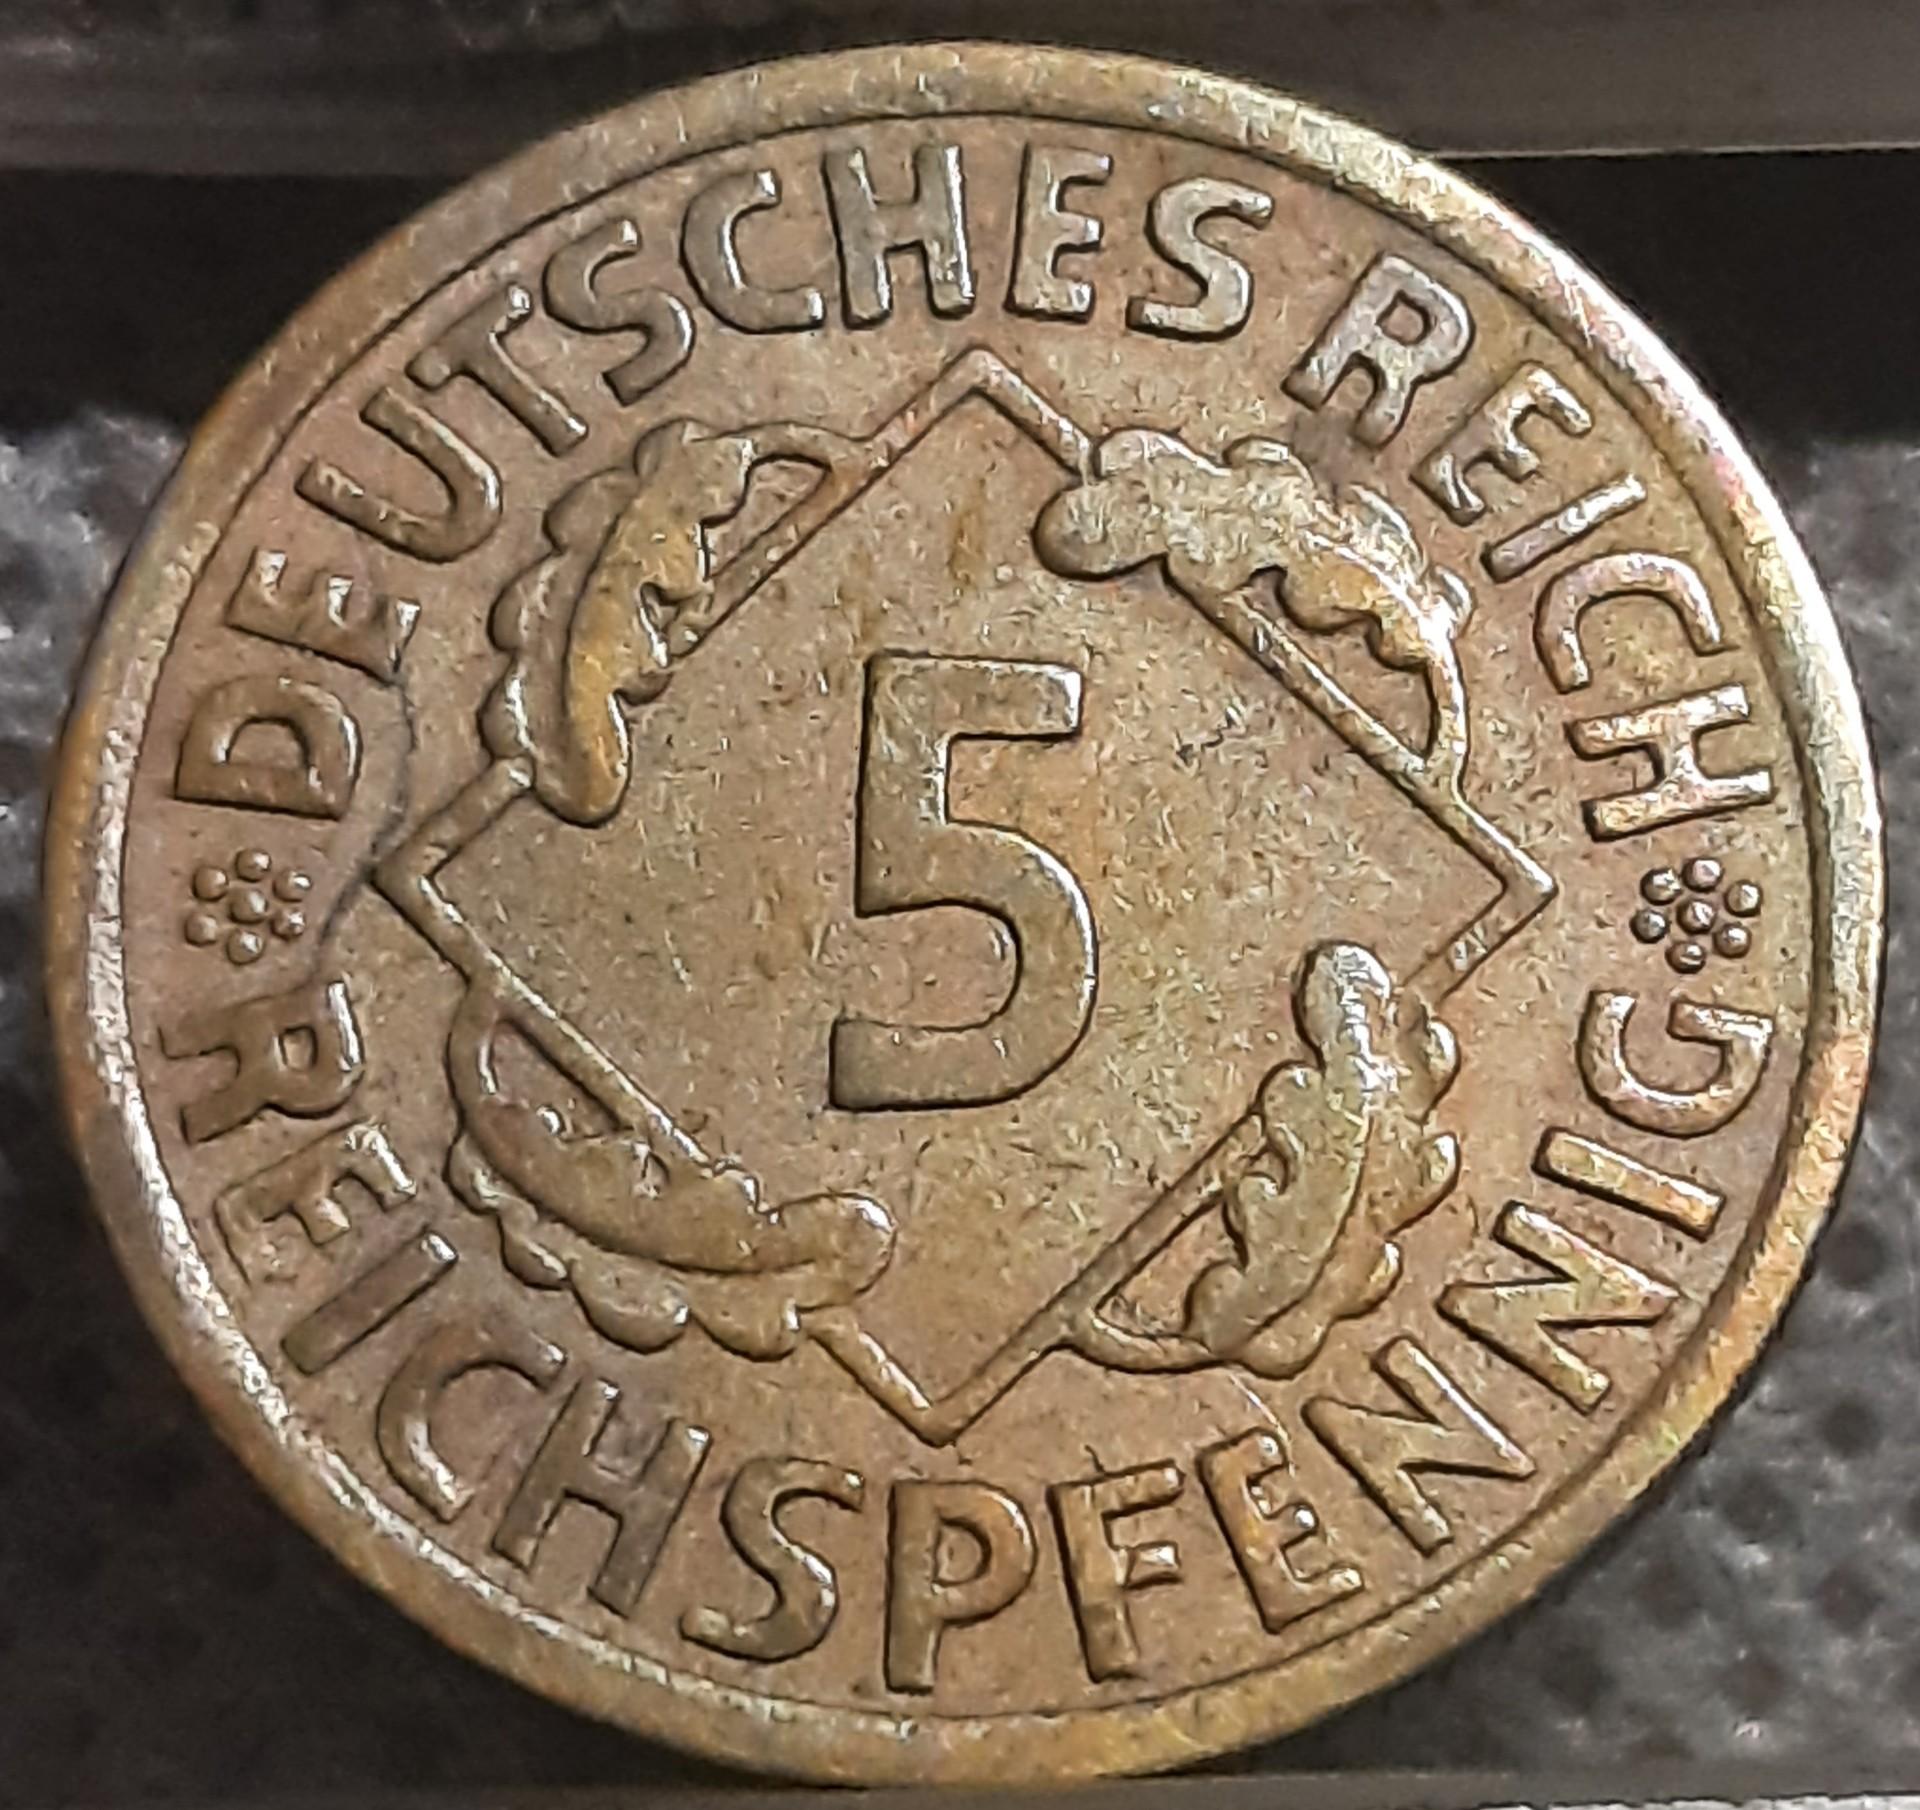 DEUTSCHES REICH
5
REICHSPFENNIG